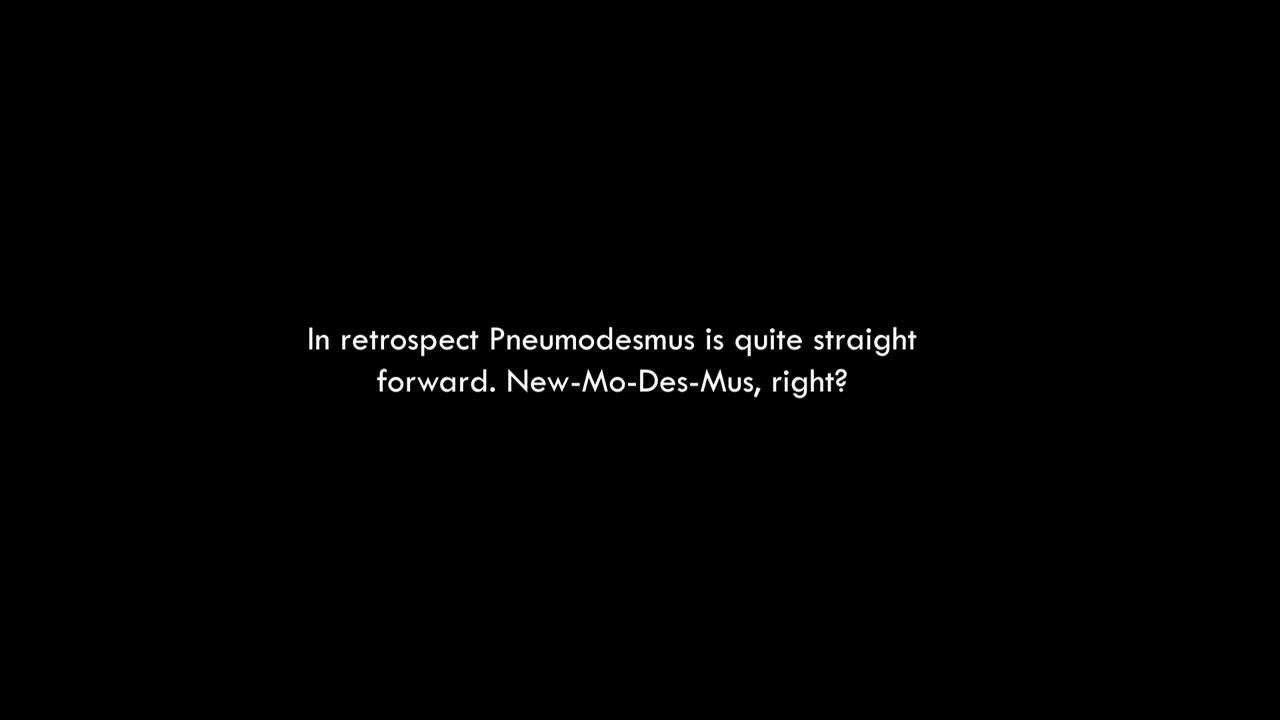 In retrospect Pneumodesmus is quite straight
forward. New-Mo-Des-Mus, right?